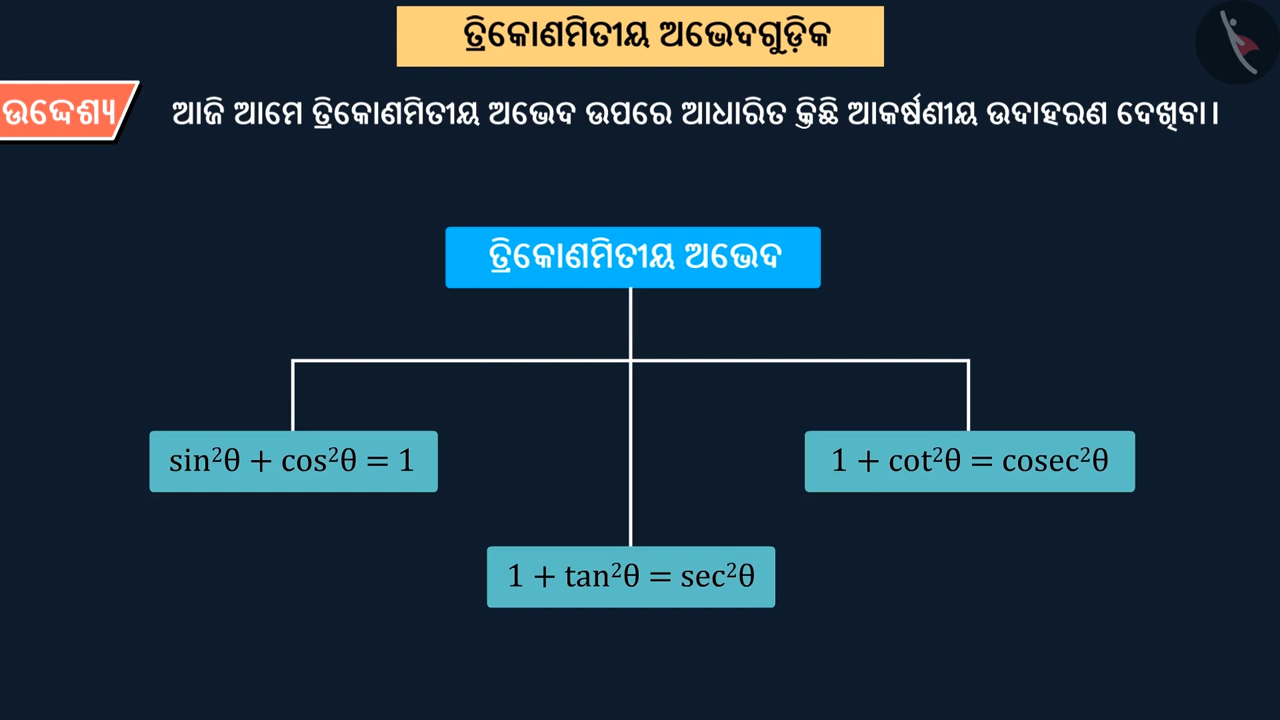 ତ୍ରିକୋଣମିତୀୟ ଅଭେଦଗୁଡ଼ିକ
ଉଦ୍ଦେଶ୍ୟ
ଆଜି ଆମେ ତ୍ରିକୋଣମିତୀୟ ଅଭେଦ ଉପରେ ଆଧାରିତ କିଛି ଆକର୍ଷଣୀୟ ଉଦାହରଣ ଦେଖିବା।
ତ୍ରିକୋଣମିତୀୟ ଅଭେଦ
sin²θ + cos²θ = 1
1 + cot²θ = cosec²θ
1 + tan²θ = sec²θ